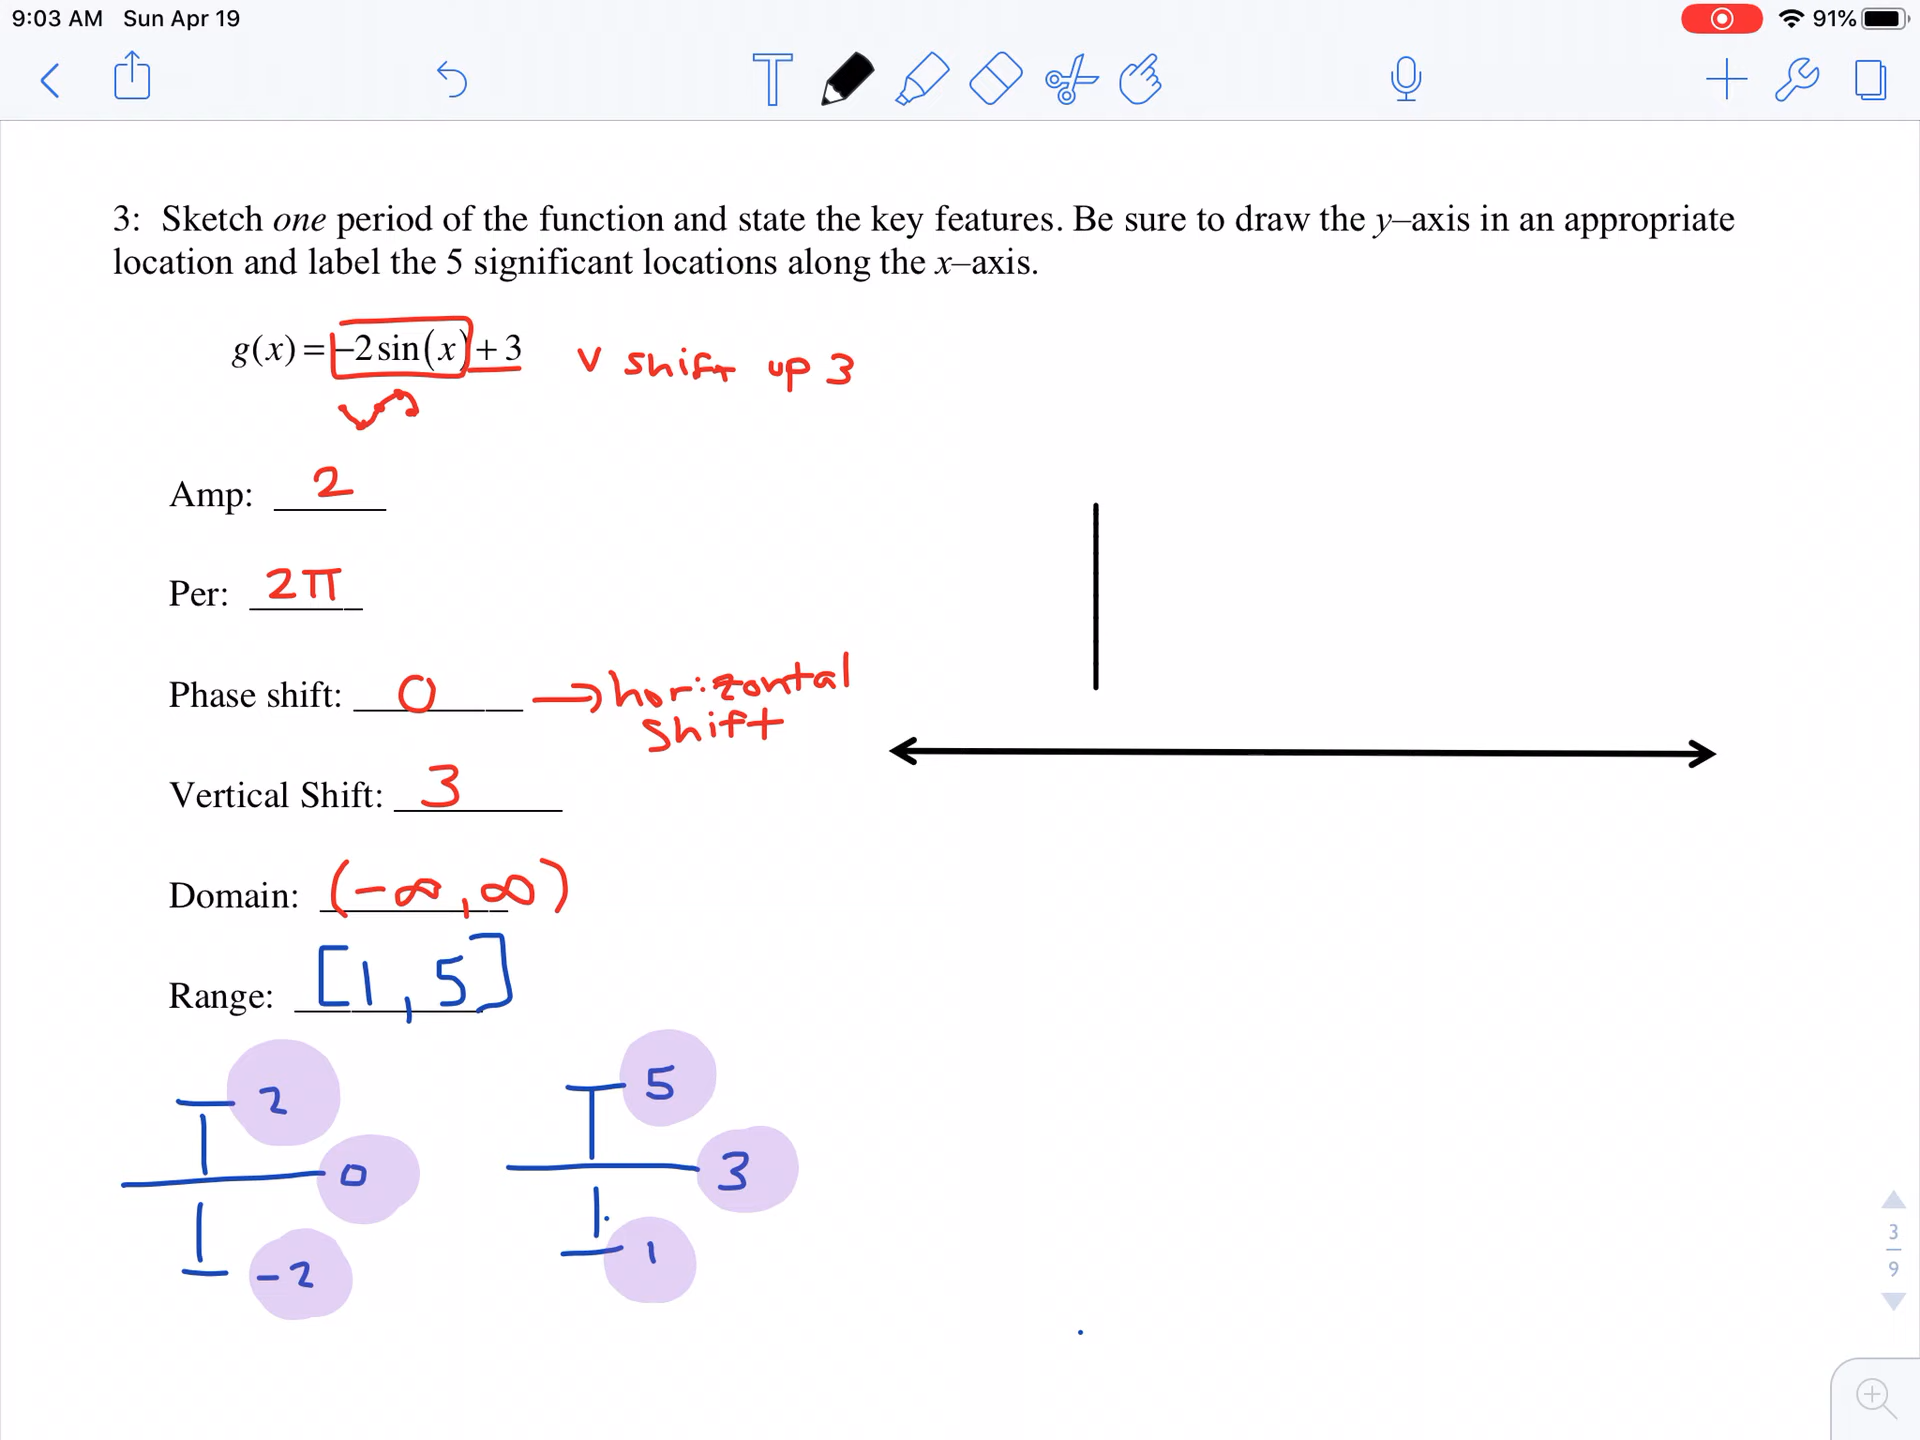 9:03 AM Sun Apr 19
91%
3: Sketch one period of the function and state the key features. Be sure to draw the y–axis in an appropriate
location and label the 5 significant locations along the x–axis.
g(x) = –2 sin(x) + 3 V shift up 3
Amp: 2
Per: 2π
Phase shift: 0 → horizontal
shift
Vertical Shift: 3
Domain: (-∞, ∞)
Range: [1, 5]
2
0
-2
5
3
1
3
9